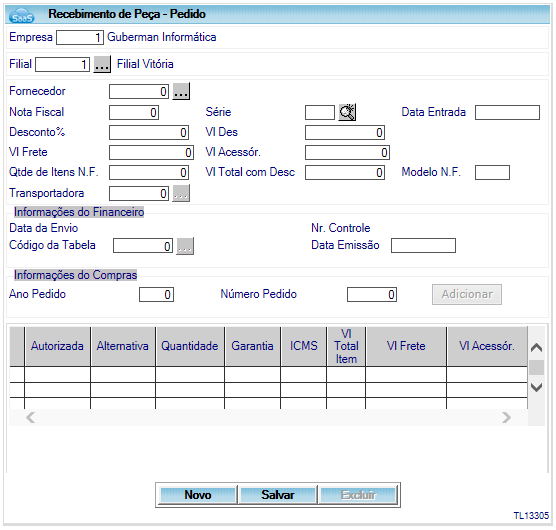 SaaS Recebimento de Peça - Pedido
Empresa 1 Guberman Informática
Filial 1 ... Filial Vitória
Fornecedor 0 ...
Nota Fiscal 0 Série Data Entrada
Desconto% 0 Vl Des 0
Vl Frete 0 Vl Acessór. 0
Qtde de Itens N.F. 0 Vl Total com Desc 0 Modelo N.F.
Transportadora 0 ...
Informações do Financeiro
Data da Envio Nr. Controle
Código da Tabela 0 ... Data Emissão
Informações do Compras
Ano Pedido 0 Número Pedido 0 Adicionar
Autorizada Alternativa Quantidade Garantia ICMS Vl Total Item Vl Frete Vl Acessór.
Novo Salvar Excluir
TL13305